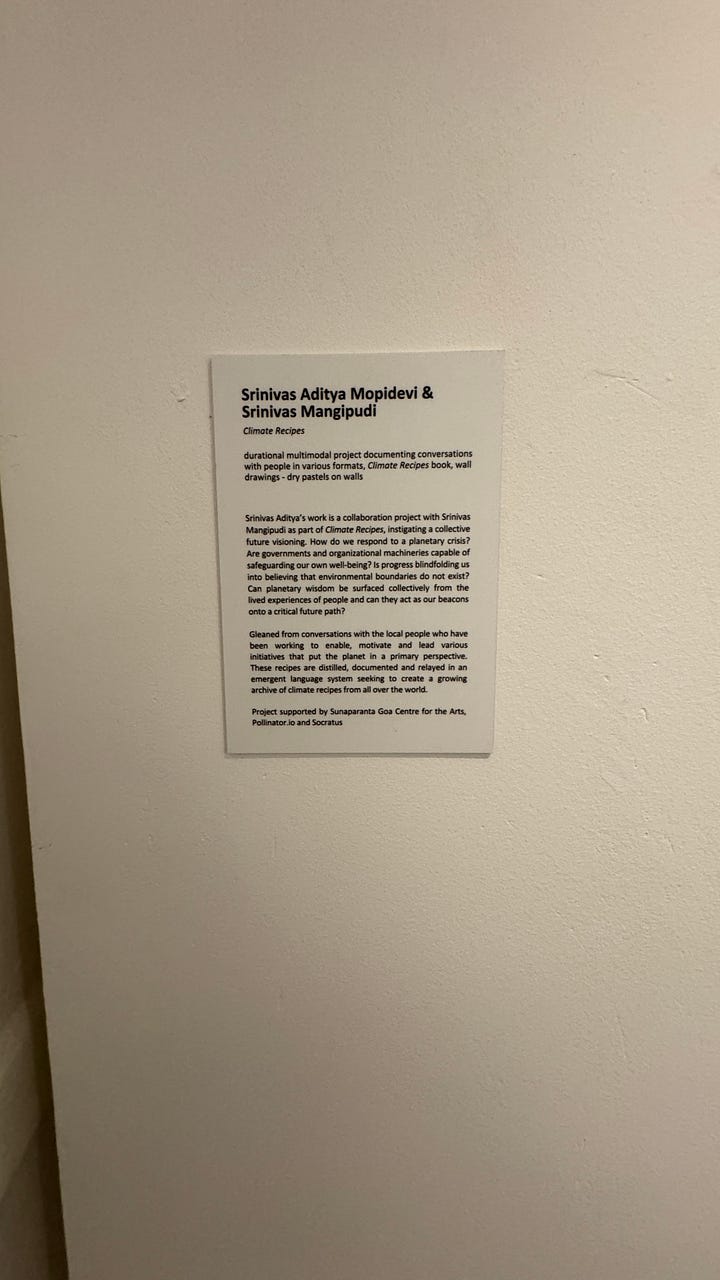 Srinivas Aditya Mopidevi &
Srinivas Mangipudi
Climate Recipes
durational multimodal project documenting conversations
with people in various formats, Climate Recipes book, wall
drawings - dry pastels on walls
Srinivas Aditya's work is a collaboration project with Srinivas
Mangipudi as part of Climate Recipes, instigating a collective
future visioning. How do we respond to a planetary crisis?
Are governments and organizational machineries capable of
safeguarding our own well-being? Is progress blindfolding us
into believing that environmental boundaries do not exist?
Can planetary wisdom be surfaced collectively from the
lived experiences of people and can they act as our beacons
onto a critical future path?
Gleaned from conversations with the local people who have
been working to enable, motivate and lead various
initiatives that put the planet in a primary perspective.
These recipes are distilled, documented and relayed in an
emergent language system seeking to create a growing
archive of climate recipes from all over the world.
Project supported by Sunaparanta Goa Centre for the Arts,
Pollinator.io and Socratus